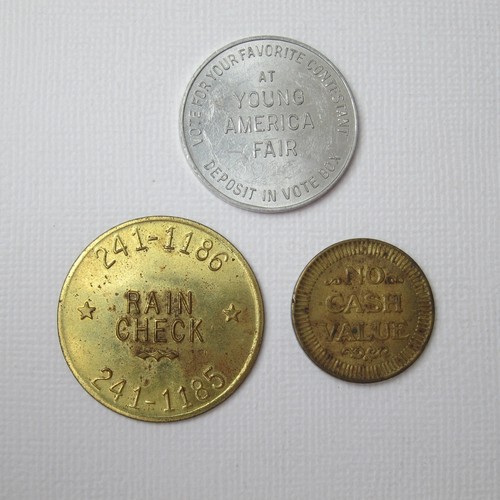 VOTE FOR YOUR FAVORITE CONTESTANT
AT
YOUNG
AMERICA
FAIR
DEPOSIT IN VOTE BOX
241-1186
RAIN
CHECK
241-1185
NO
CASH
VALUE